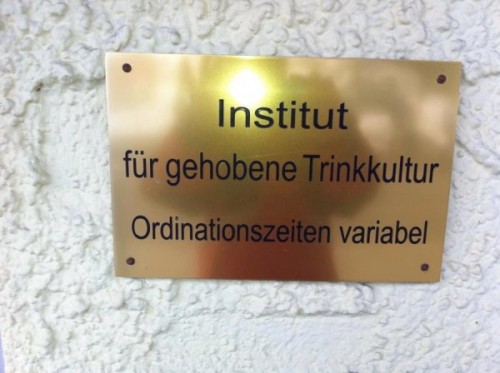 Institut
für gehobene Trinkkultur
Ordinationszeiten variabel